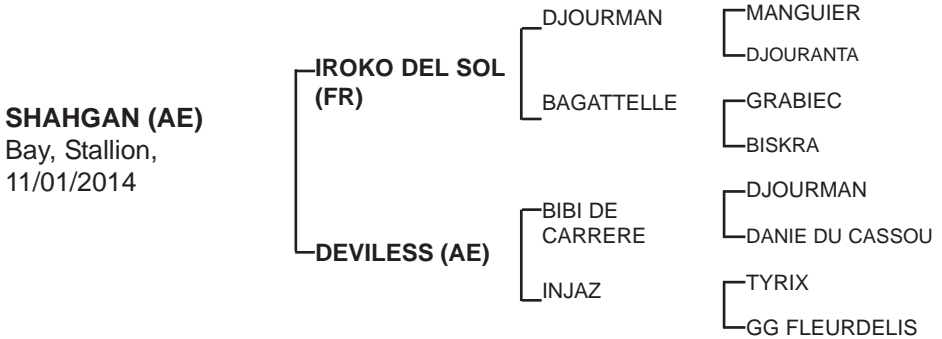 SHAHGAN (AE)
Bay, Stallion,
11/01/2014
IROKO DEL SOL
(FR)
DEVILESS (AE)
DJOURMAN
BAGATTELLE
BIBI DE
CARRERE
INJAZ
MANGUIER
DJOURANTA
GRABIEC
BISKRA
DJOURMAN
DANIE DU CASSOU
TYRIX
GG FLEURDELIS